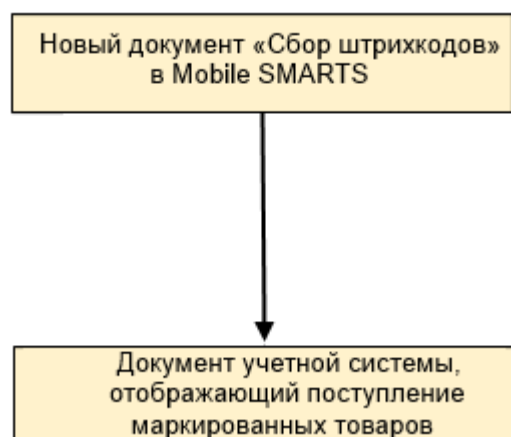 Новый документ «Сбор штрихкодов»
в Mobile SMARTS
Документ учетной системы,
отображающий поступление
маркированных товаров